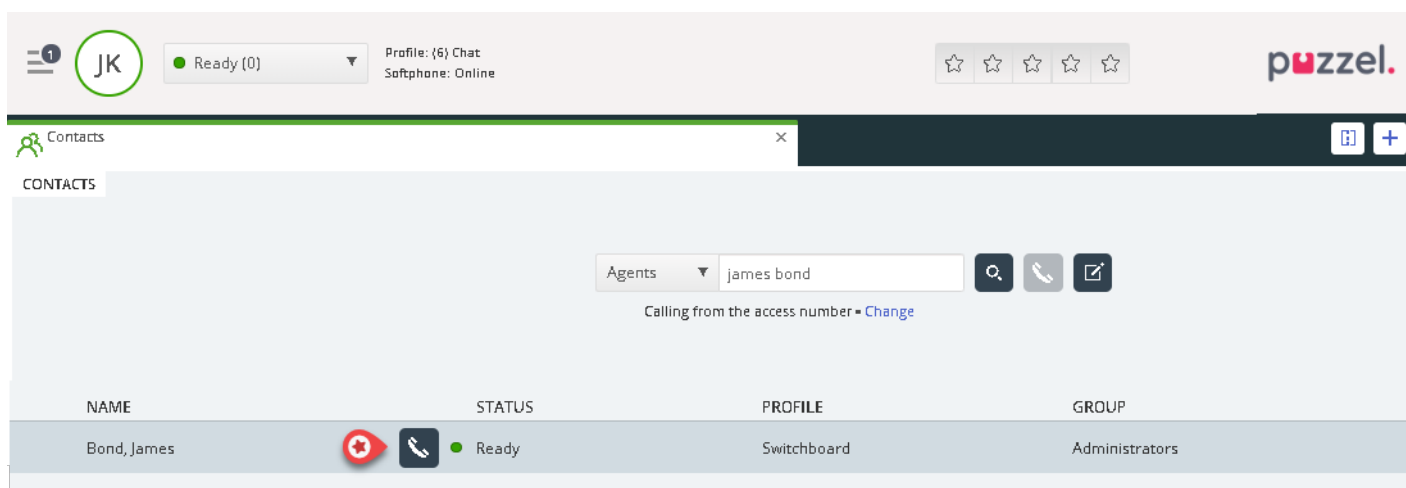 1
JK
Ready (0)
Profile: (6) Chat
Softphone: Online
puzzel.
Contacts
CONTACTS
Agents
james bond
Calling from the access number - Change
NAME STATUS PROFILE GROUP
Bond, James Ready Switchboard Administrators